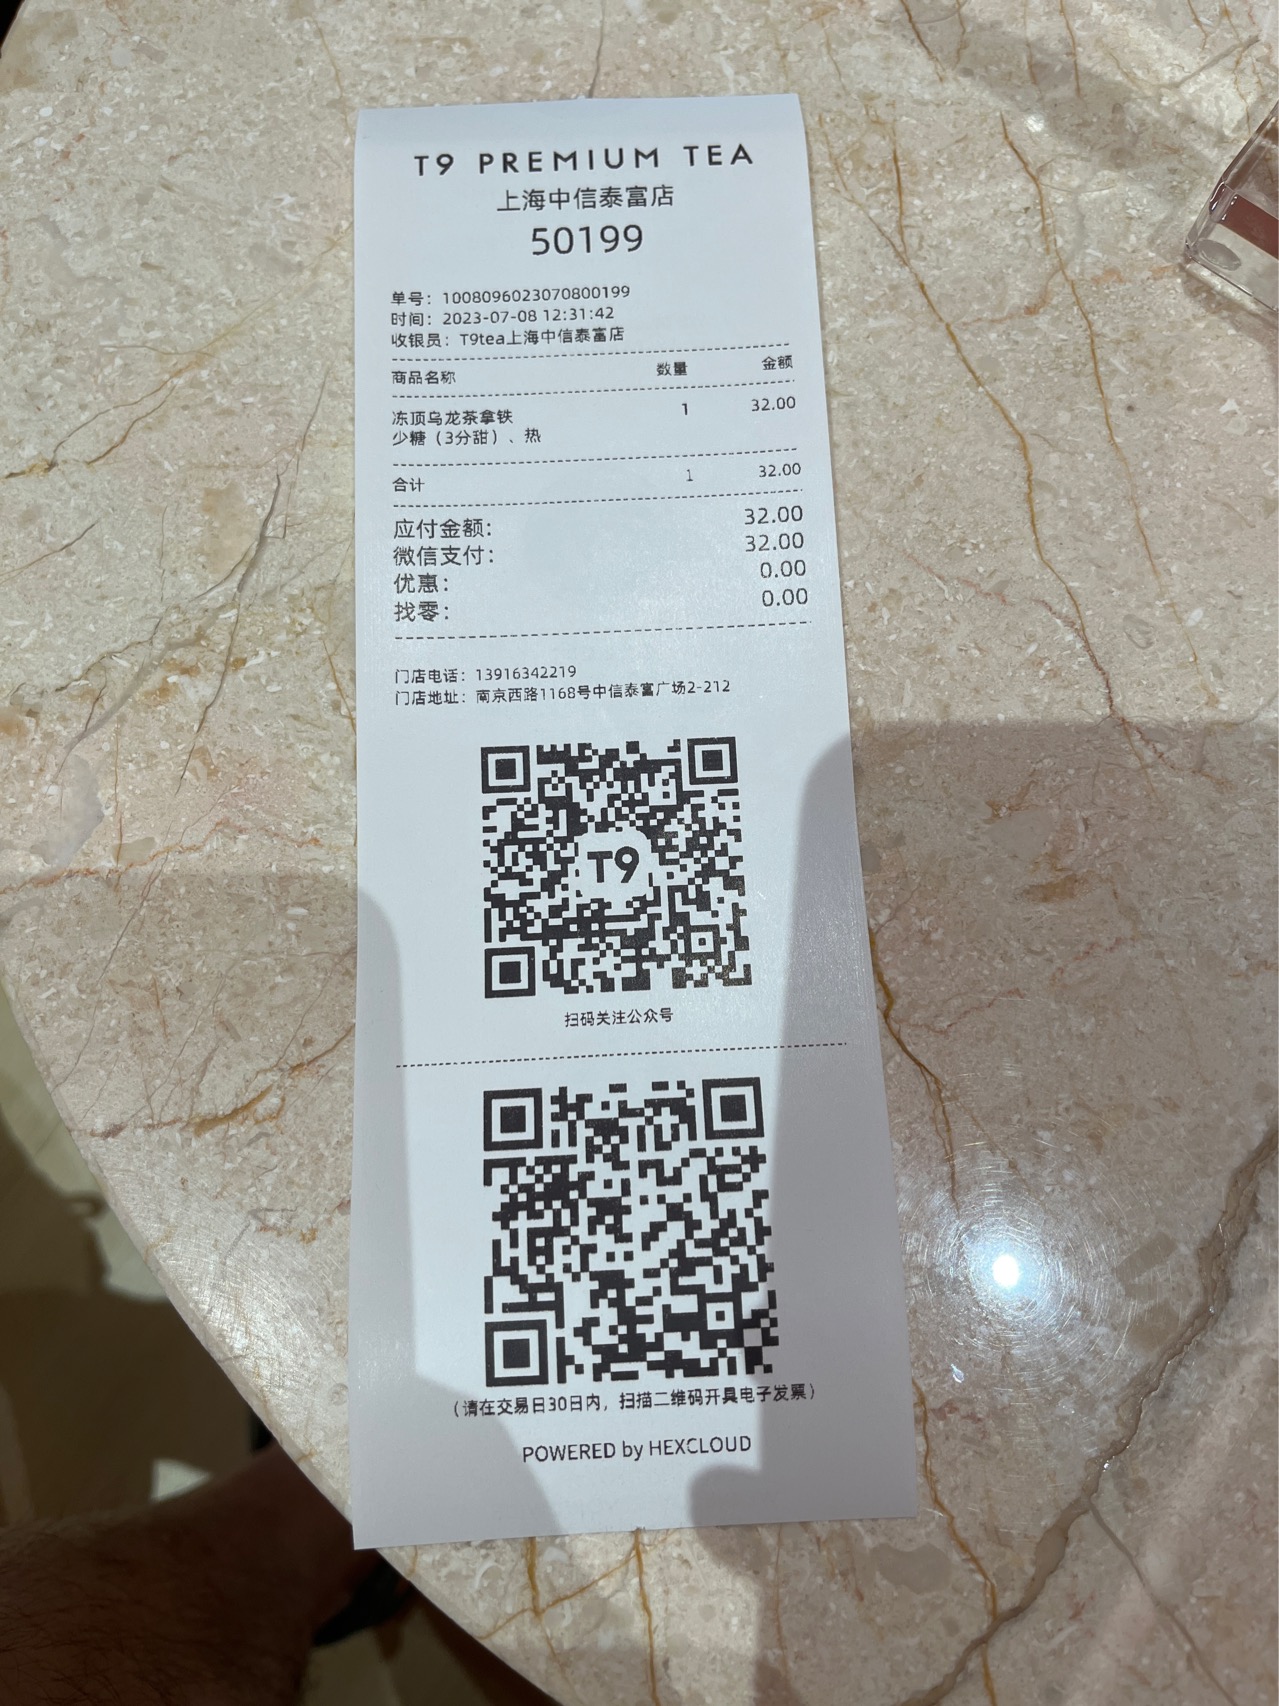 T9 PREMIUM TEA
上海中信泰富店
50199
单号：1008096023070800199
时间：2023-07-08 12:31:42
收银员：T9tea上海中信泰富店
商品名称 数量 金额
冻顶乌龙茶拿铁 1 32.00
少糖（3分甜）、热
合计 1 32.00
应付金额: 32.00
微信支付: 32.00
优惠: 0.00
找零: 0.00
门店电话：13916342219
门店地址：南京西路1168号中信泰富广场2-212
T9
扫码关注公众号
（请在交易日30日内，扫描二维码开具电子发票）
POWERED by HEXCLOUD